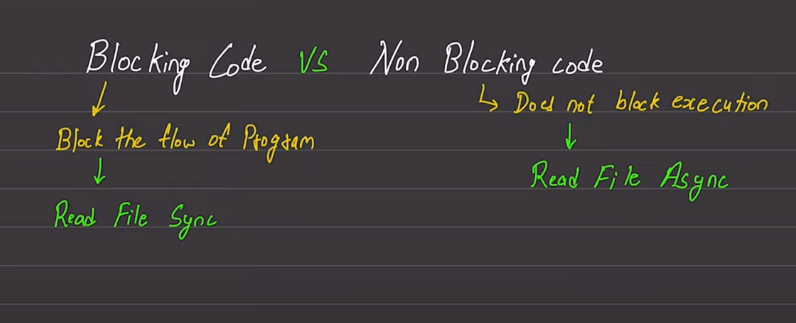 Blocking Code vs Non Blocking code
Does not block execution
Block the flow of Program
Read File Async
Read File Sync